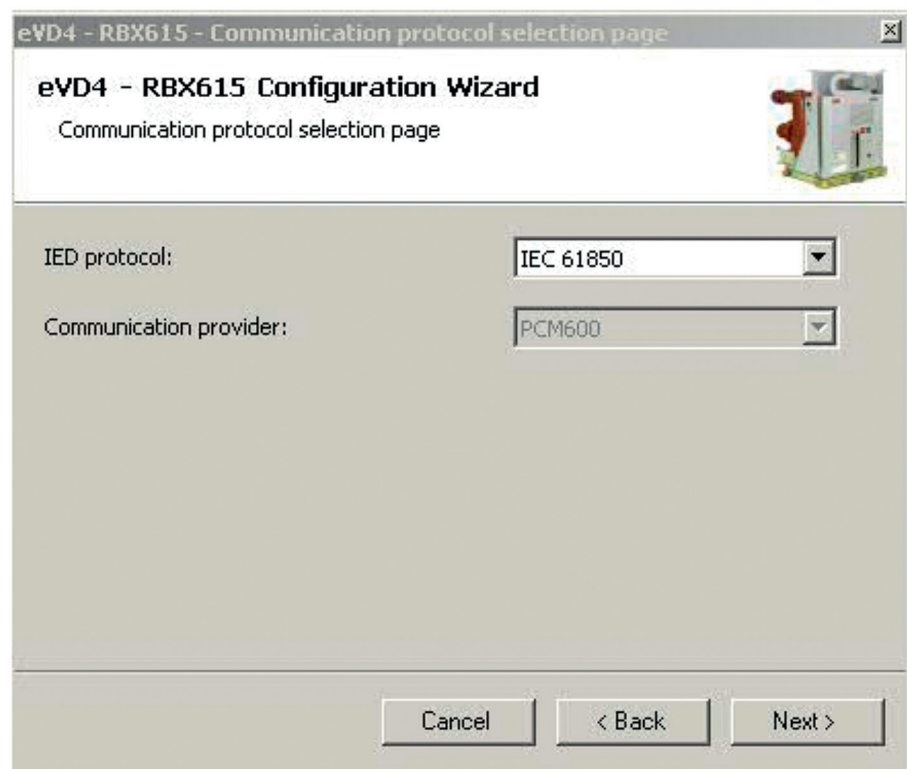 eVD4 - RBX615 - Communication protocol selection page
eVD4 - RBX615 Configuration Wizard
Communication protocol selection page
IED protocol: IEC 61850
Communication provider: PCM600
Cancel < Back Next >